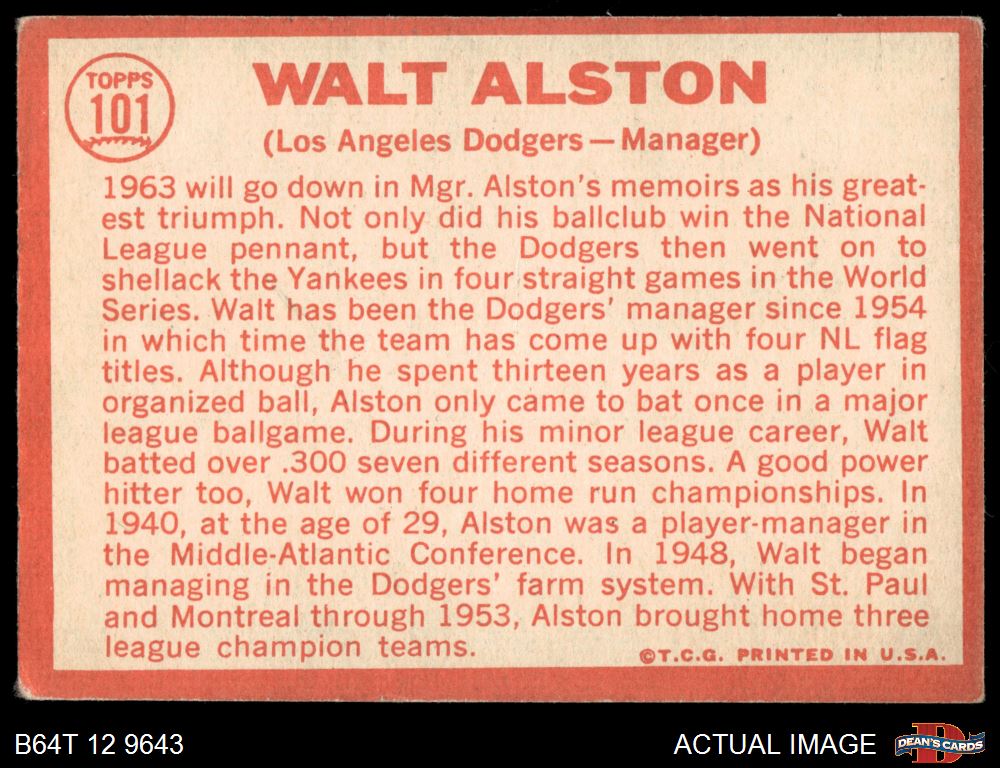 TOPPS
101
WALT ALSTON
(Los Angeles Dodgers — Manager)
1963 will go down in Mgr. Alston's memoirs as his great-
est triumph. Not only did his ballclub win the National
League pennant, but the Dodgers then went on to
shellack the Yankees in four straight games in the World
Series. Walt has been the Dodgers' manager since 1954
in which time the team has come up with four NL flag
titles. Although he spent thirteen years as a player in
organized ball, Alston only came to bat once in a major
league ballgame. During his minor league career, Walt
batted over .300 seven different seasons. A good power
hitter too, Walt won four home run championships. In
1940, at the age of 29, Alston was a player-manager in
the Middle-Atlantic Conference. In 1948, Walt began
managing in the Dodgers' farm system. With St. Paul
and Montreal through 1953, Alston brought home three
league champion teams.
©T.C.G. PRINTED IN U.S.A.
B64T 12 9643
ACTUAL IMAGE
D
DEAN'S CARDS